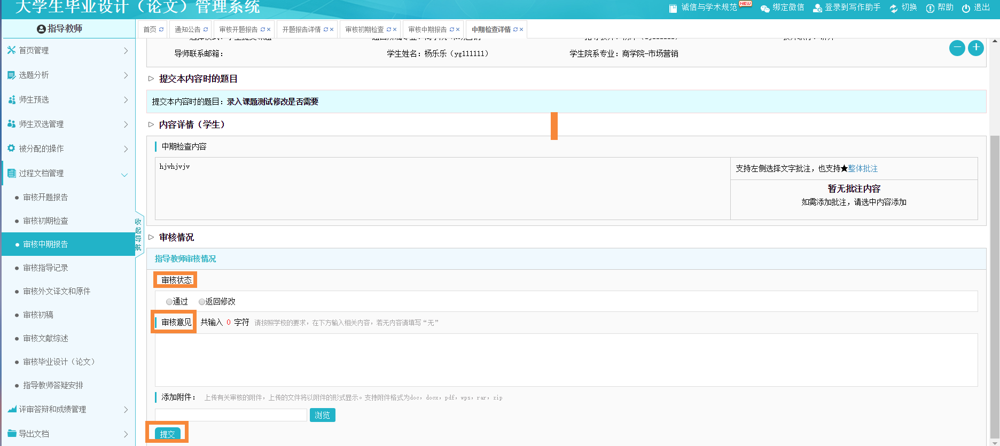 大学生毕业设计（论文）管理系统
诚信与学术规范 NEW 绑定微信 登录到写作助手 切换 帮助 退出
指导教师
首页 通知公告 审核开题报告 开题报告详情 审核初期检查 审核中期报告 中期检查详情
首页管理
选题分析
师生预选
师生双选管理
被分配的操作
过程文档管理
审核开题报告
审核初期检查
审核中期报告
审核指导记录
审核外文译文和原件
审核初稿
审核文献综述
审核毕业设计（论文）
指导教师答疑安排
评审答辩和成绩管理
导出文档
收起导航
导师联系邮箱： 学生姓名：杨乐乐（yg111111） 学生院系专业：商学院-市场营销
提交本内容时的题目
提交本内容时的题目：录入课题测试修改是否需要
内容详情（学生）
中期检查内容
hjvhjvjv
支持左侧选择文字批注，也支持★整体批注
暂无批注内容
如需添加批注，请选中内容添加
审核情况
指导教师审核情况
审核状态
通过 返回修改
审核意见 共输入 0 字符 请按照学校的要求，在下方输入相关内容，若无内容请填写“无”
添加附件： 上传有关审核的附件，上传的文件将以附件的形式显示。支持附件格式为doc，docx，pdf，wps，rar，zip
浏览
提交